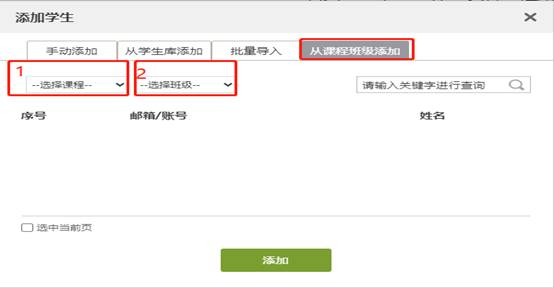 添加学生
手动添加 从学生库添加 批量导入 从课程班级添加
1 2
--选择课程-- --选择班级-- 请输入关键字进行查询
序号 邮箱/账号 姓名
选中当前页
添加